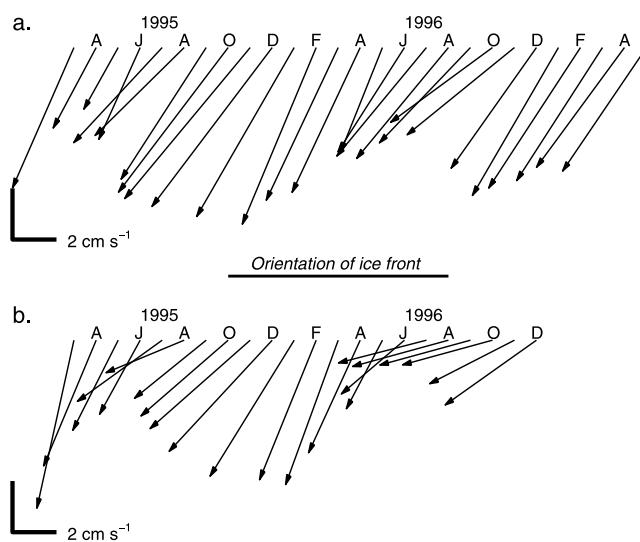 a.
1995 1996
A J A O D F A J A O D F A
2 cm s⁻¹
Orientation of ice front
b.
1995 1996
A J A O D F A J A O D
2 cm s⁻¹